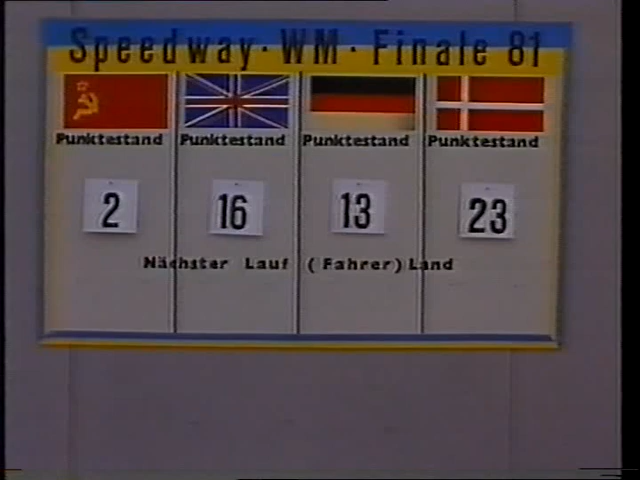 Speedway · WM · Finale 81
Punktestand Punktestand Punktestand Punktestand
2 16 13 23
Nächster Lauf (Fahrer) Land